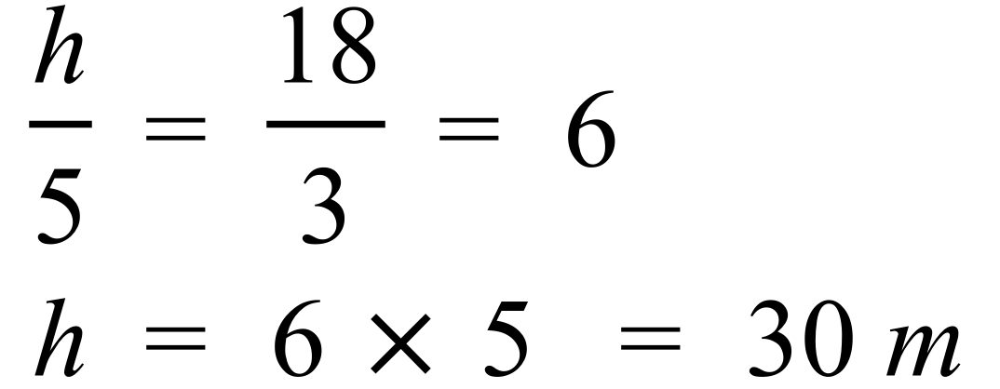 h/5 = 18/3 = 6
h = 6 × 5 = 30 m